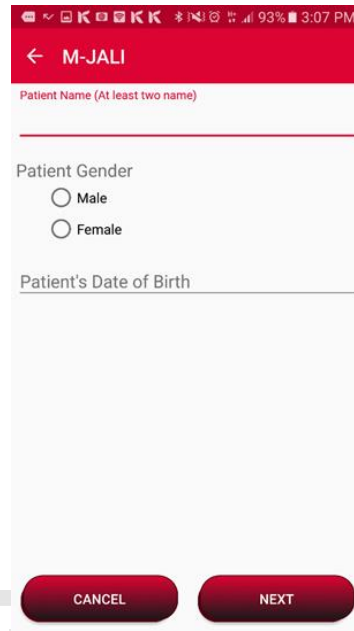 93% 3:07 PM
M-JALI
Patient Name (At least two name)
Patient Gender
Male
Female
Patient's Date of Birth
CANCEL NEXT